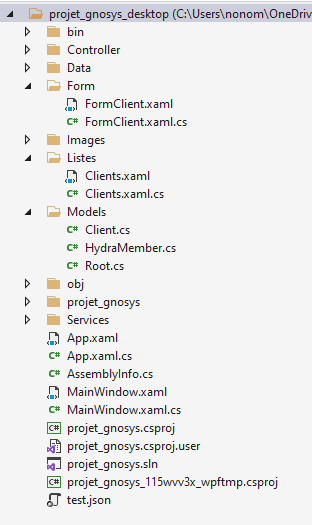 projet_gnosys_desktop (C:\Users\nonom\OneDriv
bin
Controller
Data
Form
FormClient.xaml
C# FormClient.xaml.cs
Images
Listes
Clients.xaml
C# Clients.xaml.cs
Models
C# Client.cs
C# HydraMember.cs
C# Root.cs
obj
projet_gnosys
Services
App.xaml
C# App.xaml.cs
C# AssemblyInfo.cs
MainWindow.xaml
C# MainWindow.xaml.cs
C# projet_gnosys.csproj
projet_gnosys.csproj.user
projet_gnosys.sln
C# projet_gnosys_115wvv3x_wpftmp.csproj
test.json